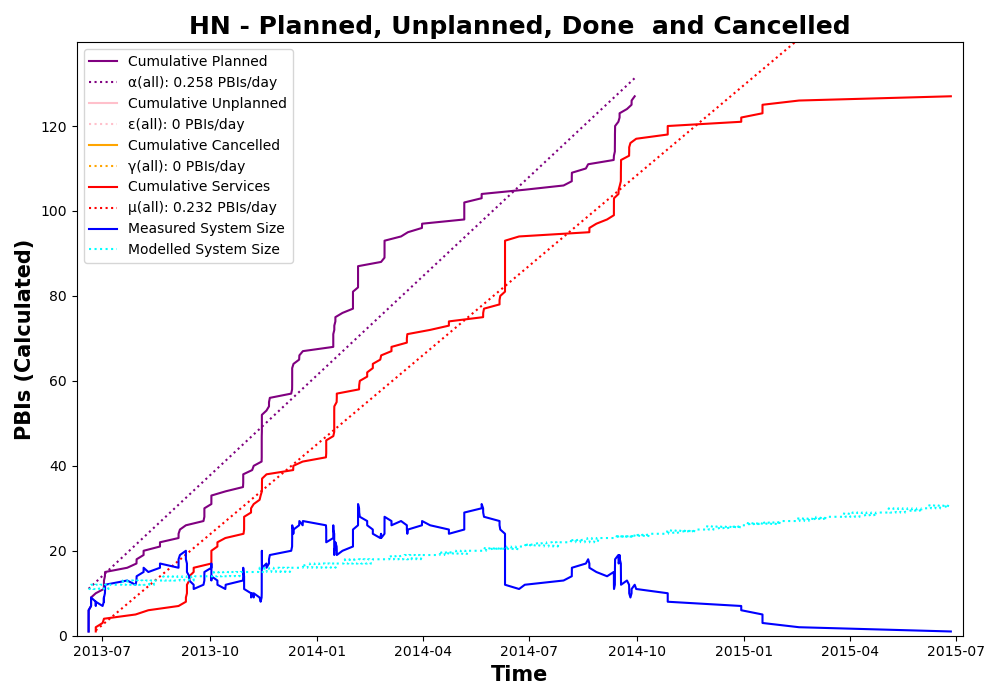 HN - Planned, Unplanned, Done  and Cancelled
Cumulative Planned
α(all): 0.258 PBIs/day
Cumulative Unplanned
ε(all): 0 PBIs/day
Cumulative Cancelled
γ(all): 0 PBIs/day
Cumulative Services
μ(all): 0.232 PBIs/day
Measured System Size
Modelled System Size
PBIs (Calculated)
120
100
80
60
40
20
0
2013-07 2013-10 2014-01 2014-04 2014-07 2014-10 2015-01 2015-04 2015-07
Time